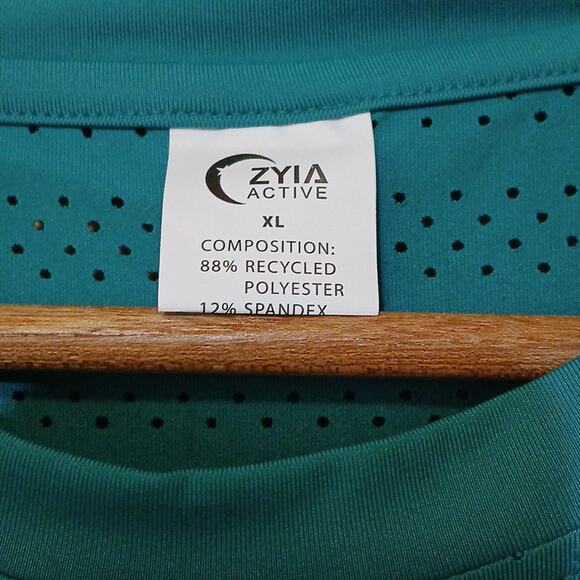 ZYIA
ACTIVE
XL
COMPOSITION:
88% RECYCLED
POLYESTER
12% SPANDEX